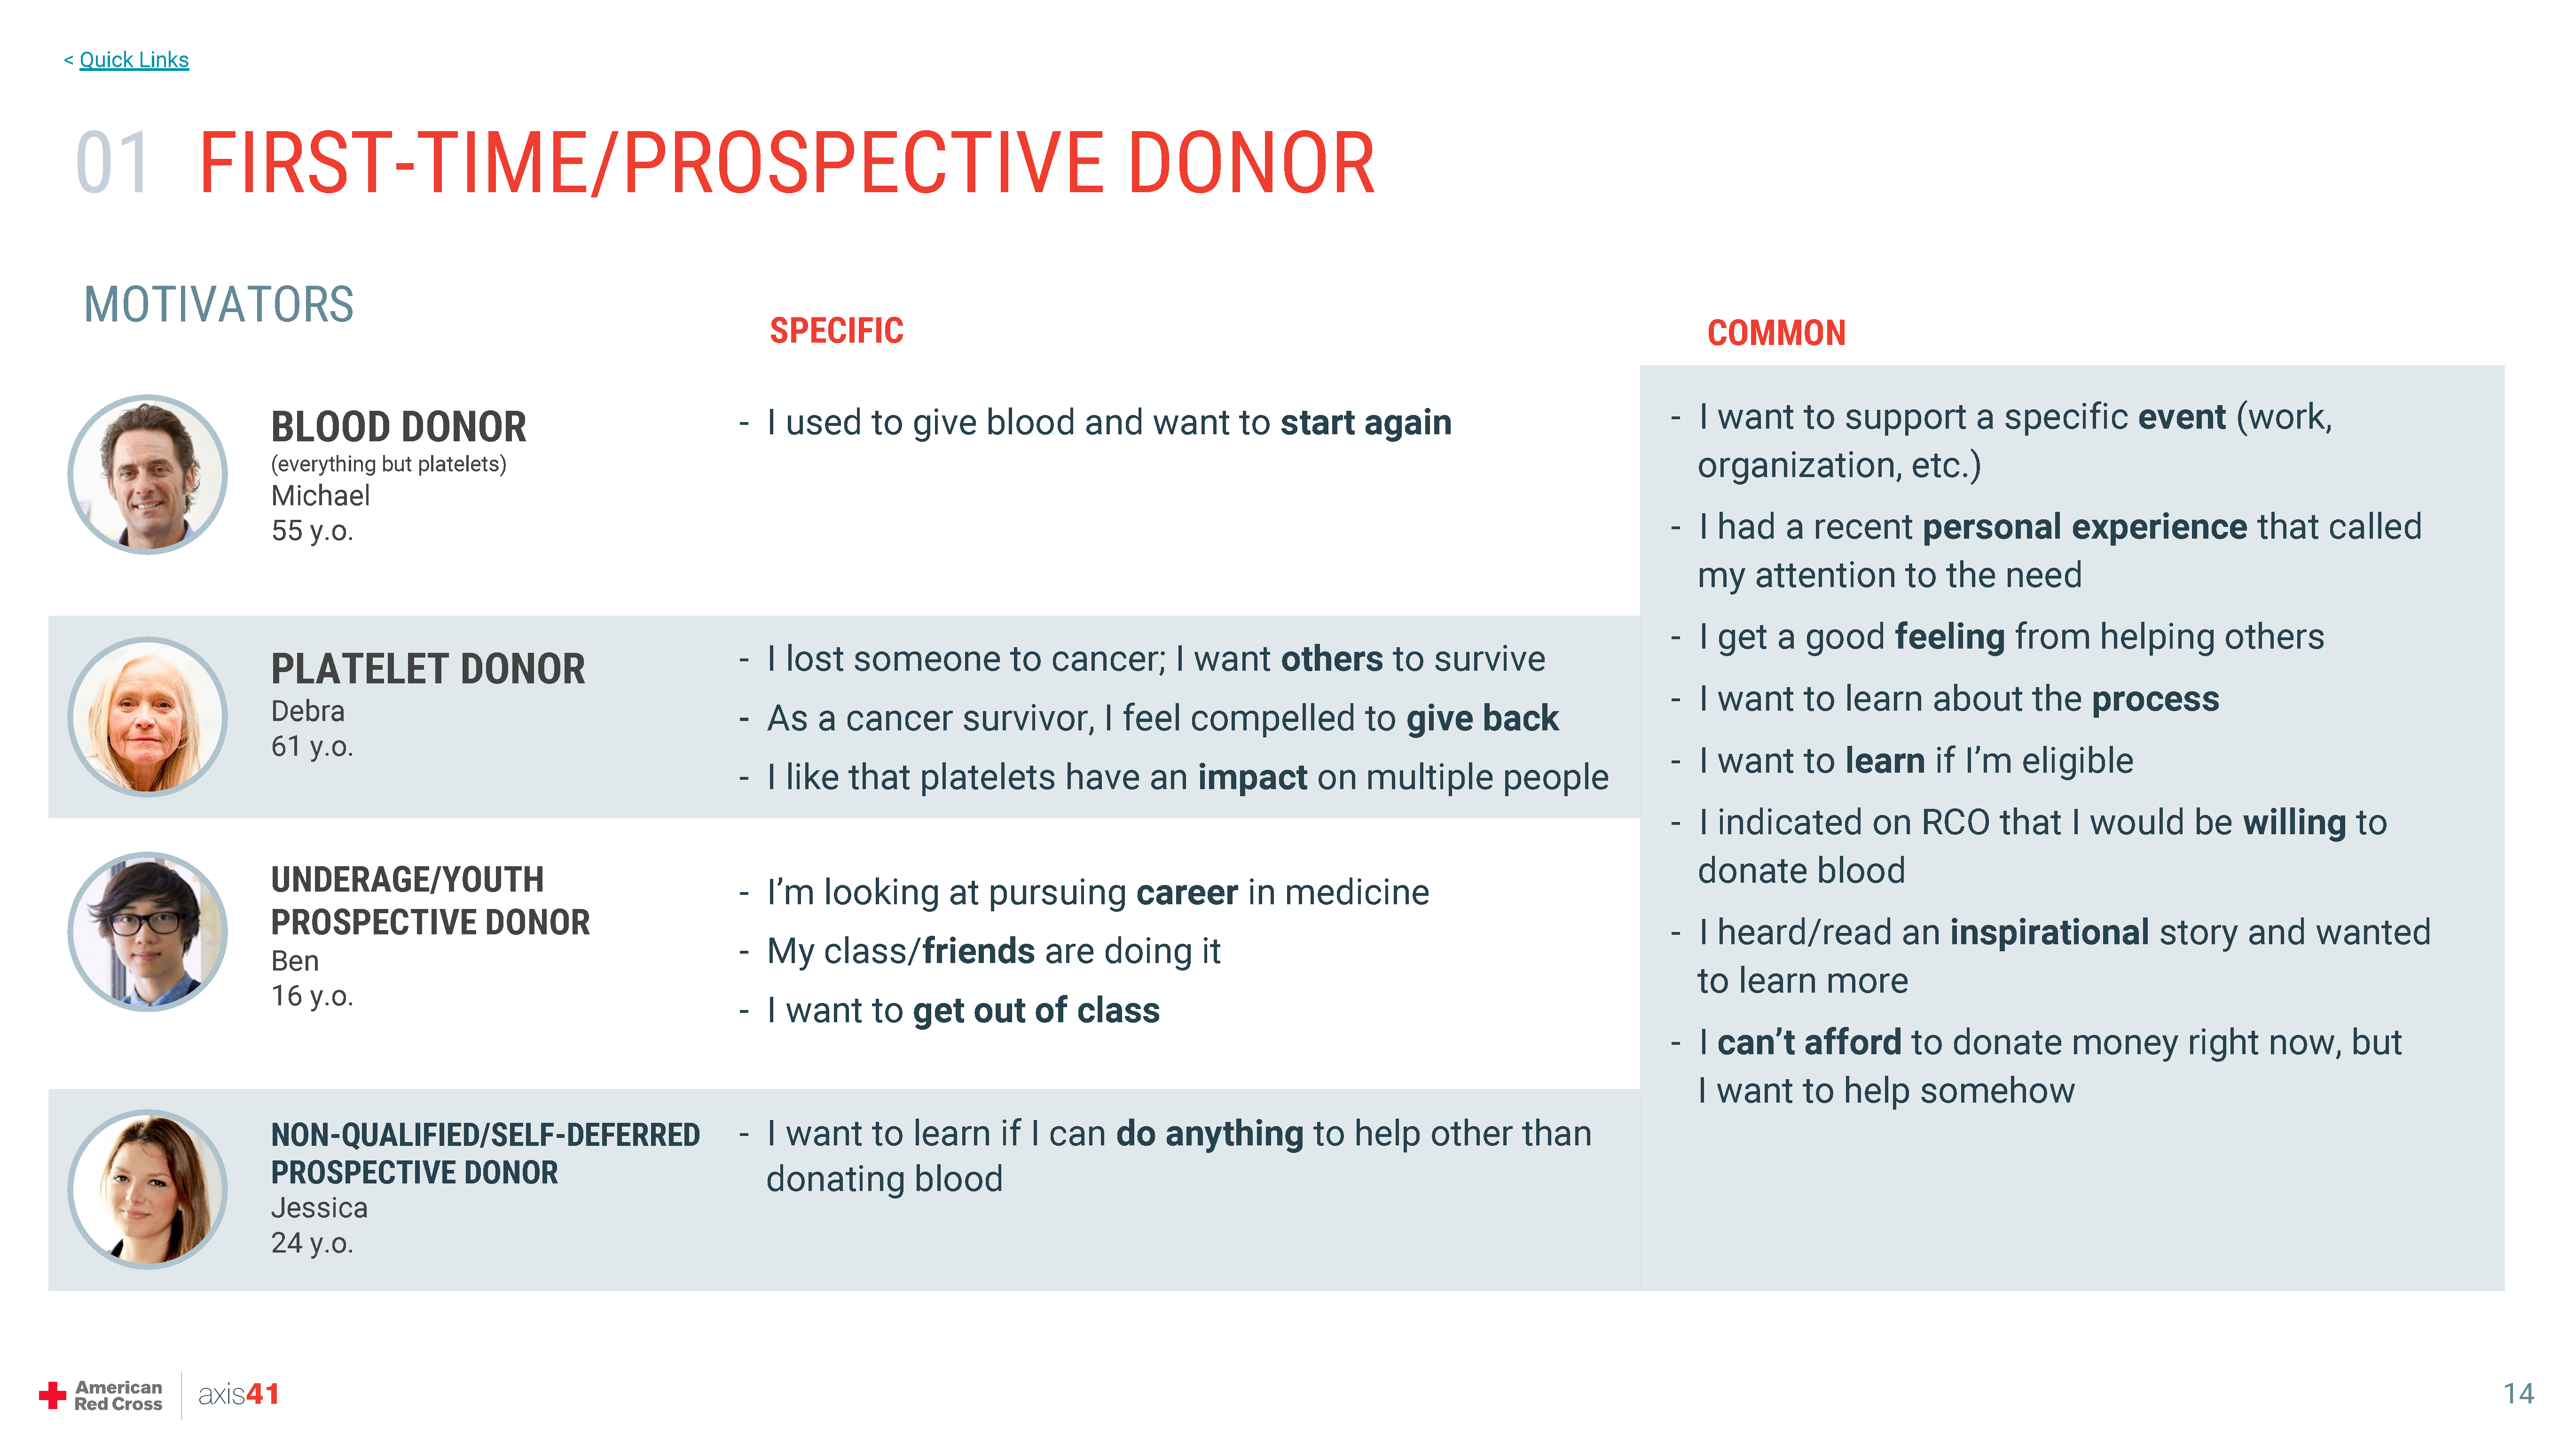 < Quick Links
01 FIRST-TIME/PROSPECTIVE DONOR
MOTIVATORS
SPECIFIC
BLOOD DONOR
(everything but platelets)
Michael
55 y.o.
- I used to give blood and want to start again
PLATELET DONOR
Debra
61 y.o.
- I lost someone to cancer; I want others to survive
- As a cancer survivor, I feel compelled to give back
- I like that platelets have an impact on multiple people
UNDERAGE/YOUTH
PROSPECTIVE DONOR
Ben
16 y.o.
- I’m looking at pursuing career in medicine
- My class/friends are doing it
- I want to get out of class
NON-QUALIFIED/SELF-DEFERRED
PROSPECTIVE DONOR
Jessica
24 y.o.
- I want to learn if I can do anything to help other than
donating blood
COMMON
- I want to support a specific event (work,
organization, etc.)
- I had a recent personal experience that called
my attention to the need
- I get a good feeling from helping others
- I want to learn about the process
- I want to learn if I’m eligible
- I indicated on RCO that I would be willing to
donate blood
- I heard/read an inspirational story and wanted
to learn more
- I can’t afford to donate money right now, but
I want to help somehow
American
Red Cross
axis41
14